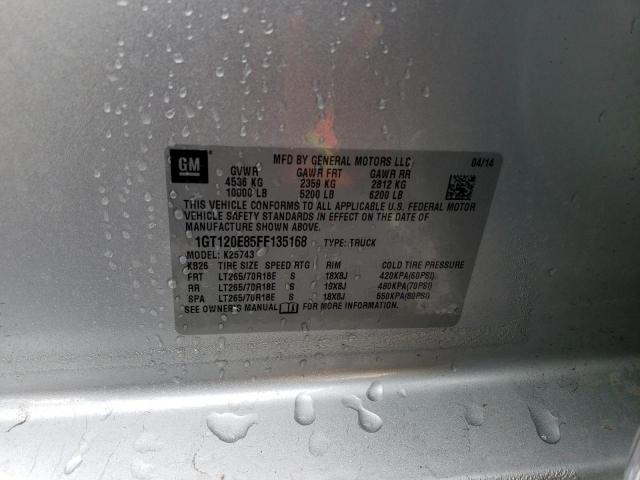 GM
MFD BY GENERAL MOTORS LLC 04/14
GVWR GAWR FRT GAWR RR
4536 KG 2359 KG 2812 KG
10000 LB 5200 LB 6200 LB
THIS VEHICLE CONFORMS TO ALL APPLICABLE U.S. FEDERAL MOTOR
VEHICLE SAFETY STANDARDS IN EFFECT ON THE DATE OF
MANUFACTURE SHOWN ABOVE.
1GT120E85FF135168 TYPE: TRUCK
MODEL: K25743
KB26 TIRE SIZE SPEED RTG RIM COLD TIRE PRESSURE
FRT LT265/70R18E S 18X8J 420KPA(60PSI)
RR LT265/70R18E S 18X8J 480KPA(70PSI)
SPA LT265/70R18E S 18X8J 550KPA(80PSI)
SEE OWNER'S MANUAL FOR MORE INFORMATION.